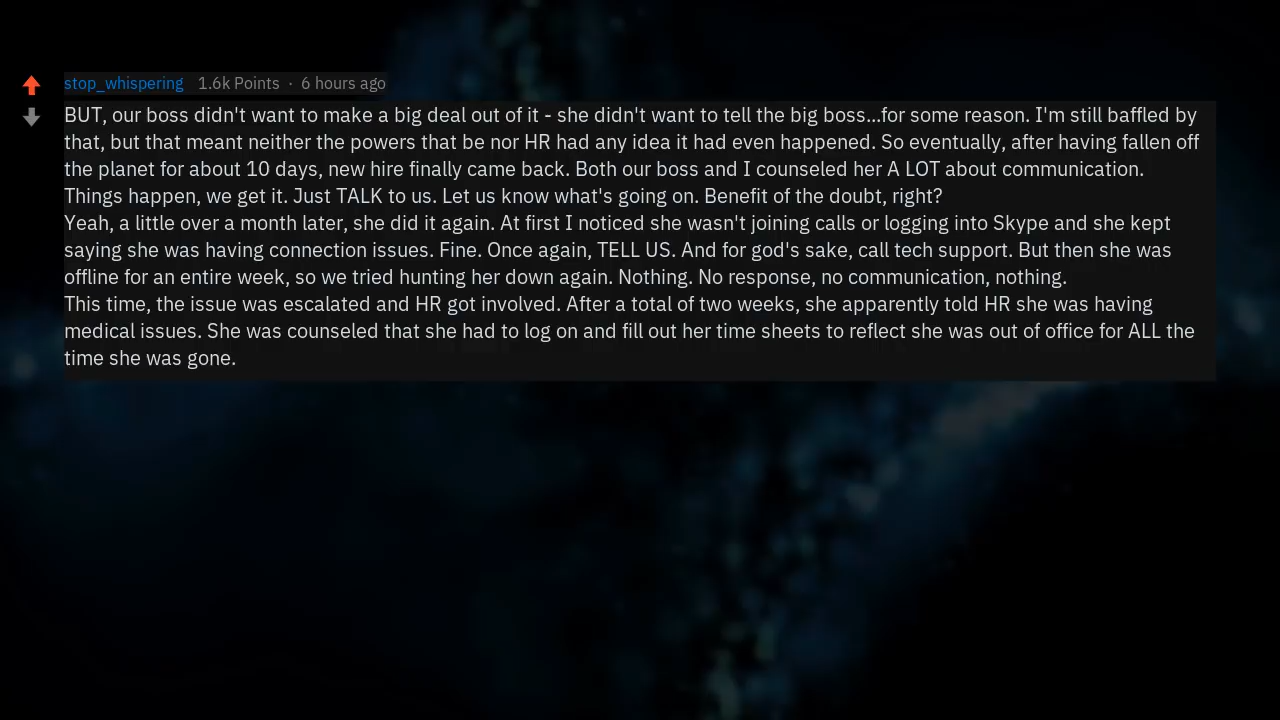 stop_whispering 1.6k Points · 6 hours ago
BUT, our boss didn't want to make a big deal out of it - she didn't want to tell the big boss...for some reason. I'm still baffled by
that, but that meant neither the powers that be nor HR had any idea it had even happened. So eventually, after having fallen off
the planet for about 10 days, new hire finally came back. Both our boss and I counseled her A LOT about communication.
Things happen, we get it. Just TALK to us. Let us know what's going on. Benefit of the doubt, right?
Yeah, a little over a month later, she did it again. At first I noticed she wasn't joining calls or logging into Skype and she kept
saying she was having connection issues. Fine. Once again, TELL US. And for god's sake, call tech support. But then she was
offline for an entire week, so we tried hunting her down again. Nothing. No response, no communication, nothing.
This time, the issue was escalated and HR got involved. After a total of two weeks, she apparently told HR she was having
medical issues. She was counseled that she had to log on and fill out her time sheets to reflect she was out of office for ALL the
time she was gone.